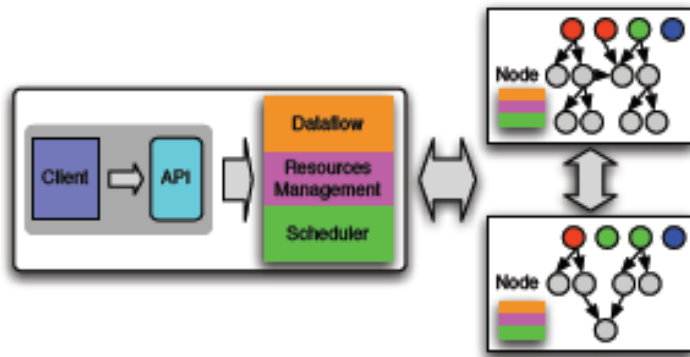 Node
Dataflow
Client
API
Resources
Management
Scheduler
Node